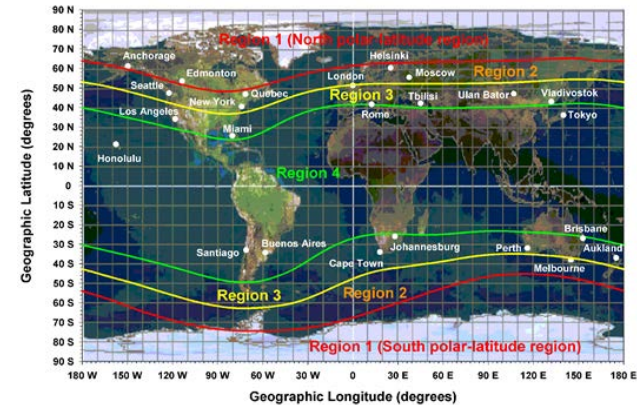 90 N
80 N
70 N
60 N
50 N
40 N
30 N
20 N
10 N
0
10 S
20 S
30 S
40 S
50 S
60 S
70 S
80 S
90 S
Geographic Latitude (degrees)
Region 1 (North polar latitude region)
Anchorage
Helsinki
Edmonton
Moscow
Region 2
Seattle
London
Quebec
Region 3
Ulan Bator
Vladivostok
New York
Tbilisi
Los Angeles
Rome
Tokyo
Miami
Honolulu
Region 4
Brisbane
Santiago
Buenos Aires
Johannesburg
Perth
Aukland
Cape Town
Melbourne
Region 3
Region 2
Region 1 (South polar-latitude region)
180 W
150 W
120 W
90 W
60 W
30 W
0
30 E
60 E
90 E
120 E
150 E
180 E
Geographic Longitude (degrees)